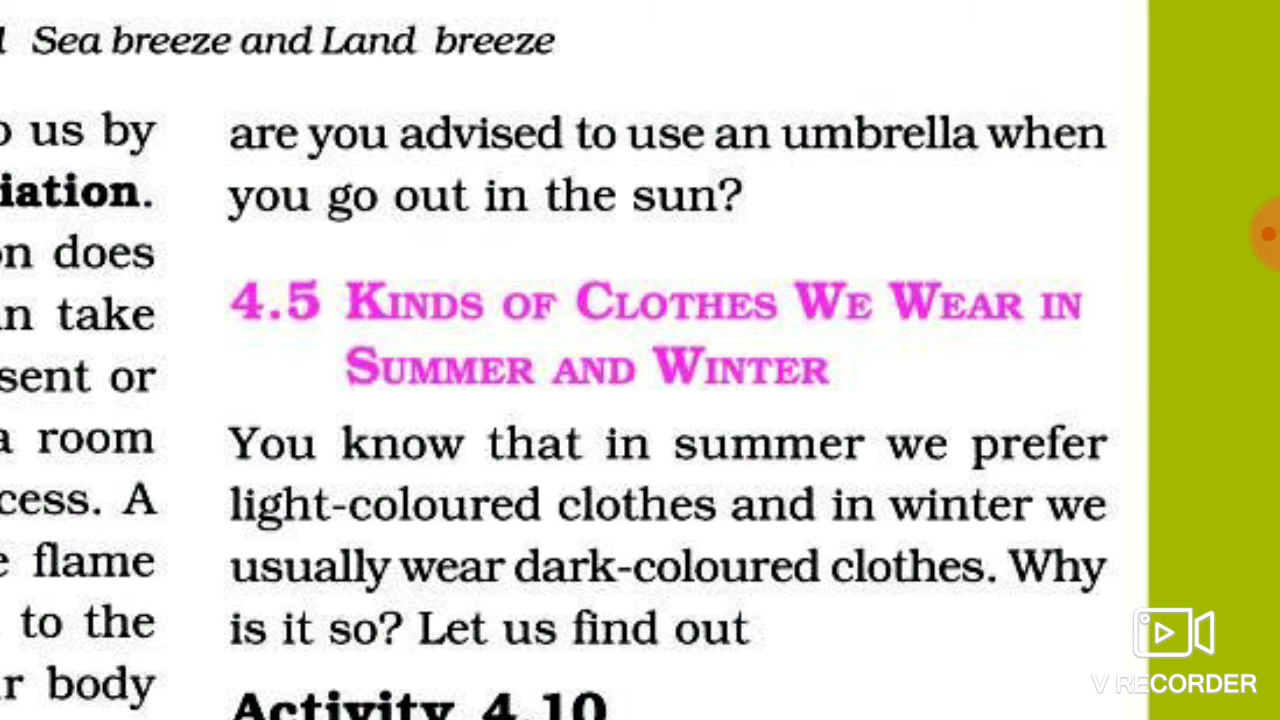 Sea breeze and Land breeze
us by
iation.
does
take
sent or
a room
cess. A
flame
to the
body
are you advised to use an umbrella when
you go out in the sun?
4.5 KINDS OF CLOTHES WE WEAR IN
SUMMER AND WINTER
You know that in summer we prefer
light-coloured clothes and in winter we
usually wear dark-coloured clothes. Why
is it so? Let us find out
Activity 4.10
V RECORDER